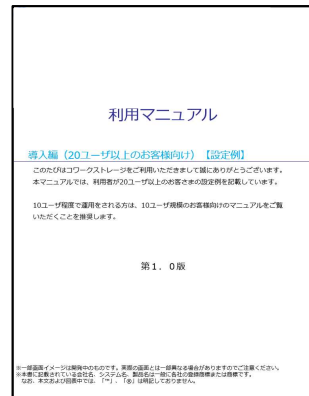 利用マニュアル
導入編（20ユーザ以上のお客様向け）【設定例】
このたびはコワークストレージをご利用いただきまして誠にありがとうございます。
本マニュアルでは、利用者が20ユーザ以上のお客さまの設定例を記載しています。
10ユーザ程度で運用をされる方は、10ユーザ規模のお客様向けのマニュアルをご覧
いただくことを推奨します。
第１．０版
※一部画面イメージは開発中のものです。実際の画面とは一部異なる場合がありますのでご注意ください。
※本書に記載されている会社名、システム名、製品名は一般に各社の登録商標または商標です。
なお、本文および図表中では、「™」、「®」は明記しておりません。